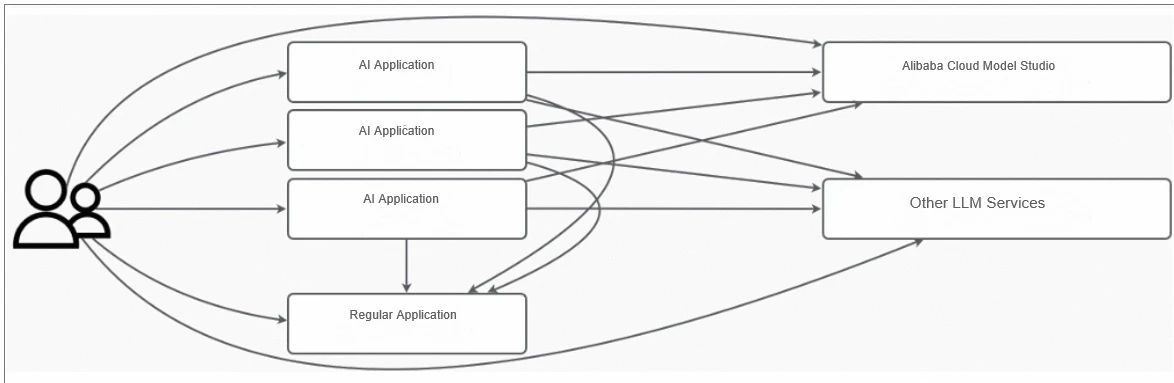 AI Application
Alibaba Cloud Model Studio
AI Application
AI Application
Other LLM Services
Regular Application